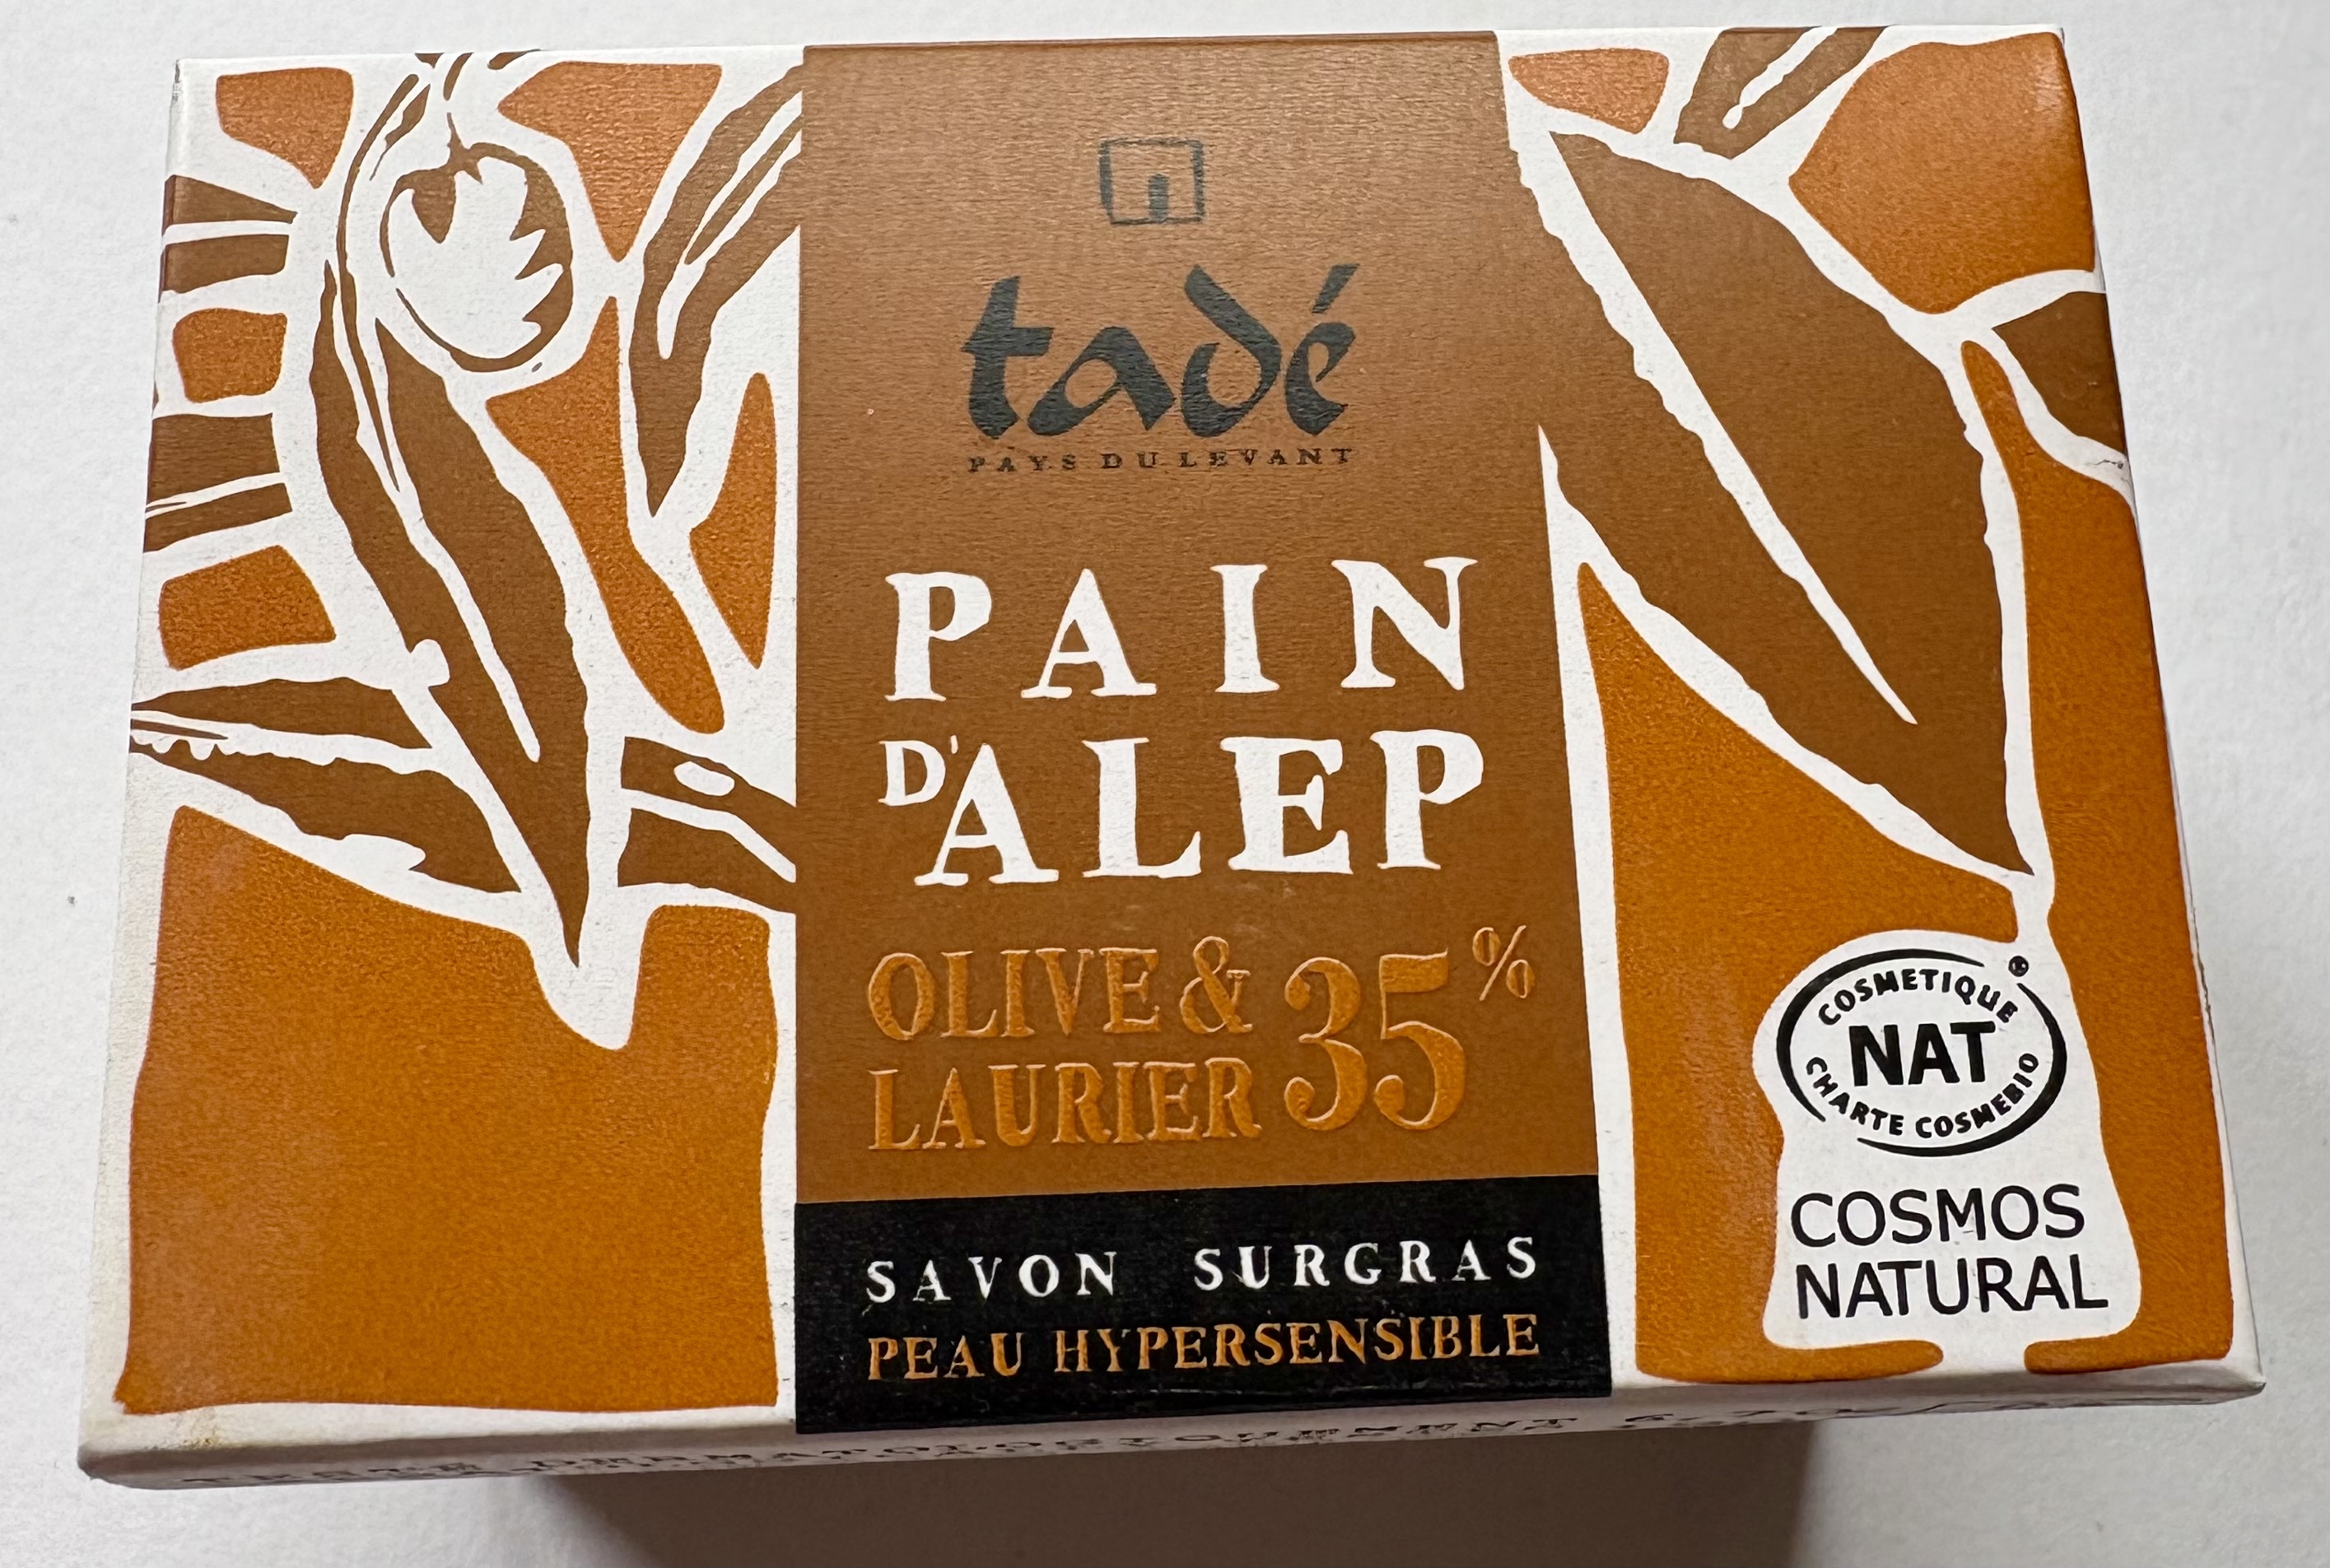 tadé
PAYS DU LEVANT
PAIN
D'ALEP
OLIVE &
LAURIER 35%
SAVON SURGRAS
PEAU HYPERSENSIBLE
COSMETIQUE
®
NAT
CHARTE COSMEBIO
COSMOS
NATURAL